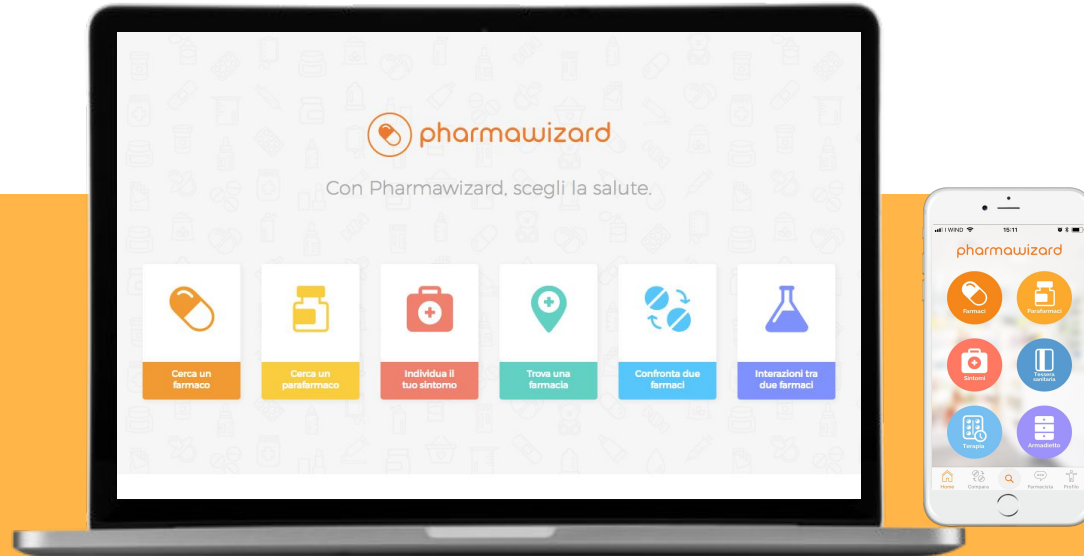 pharmawizard
Con Pharmawizard, scegli la salute.
Cerca un
farmaco
Cerca un
parafarmaco
Individua il
tuo sintomo
Trova una
farmacia
Confronta due
farmaci
Interazioni tra
due farmaci
I WIND 15:11
pharmawizard
Farmaci Parafarmaci
Sintomi
Tessera
sanitaria
Terapia Armadietto
Home Compara Farmacista Profilo